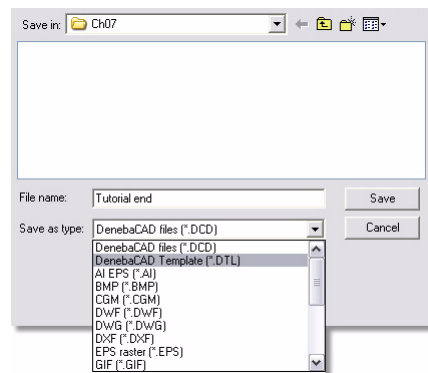 Save in: Ch07
File name: Tutorial end Save
Save as type: DenebaCAD files (*.DCD) Cancel
DenebaCAD files (*.DCD)
DenebaCAD Template (*.DTL)
AI EPS (*.AI)
BMP (*.BMP)
CGM (*.CGM)
DWF (*.DWF)
DWG (*.DWG)
DXF (*.DXF)
EPS raster (*.EPS)
GIF (*.GIF)